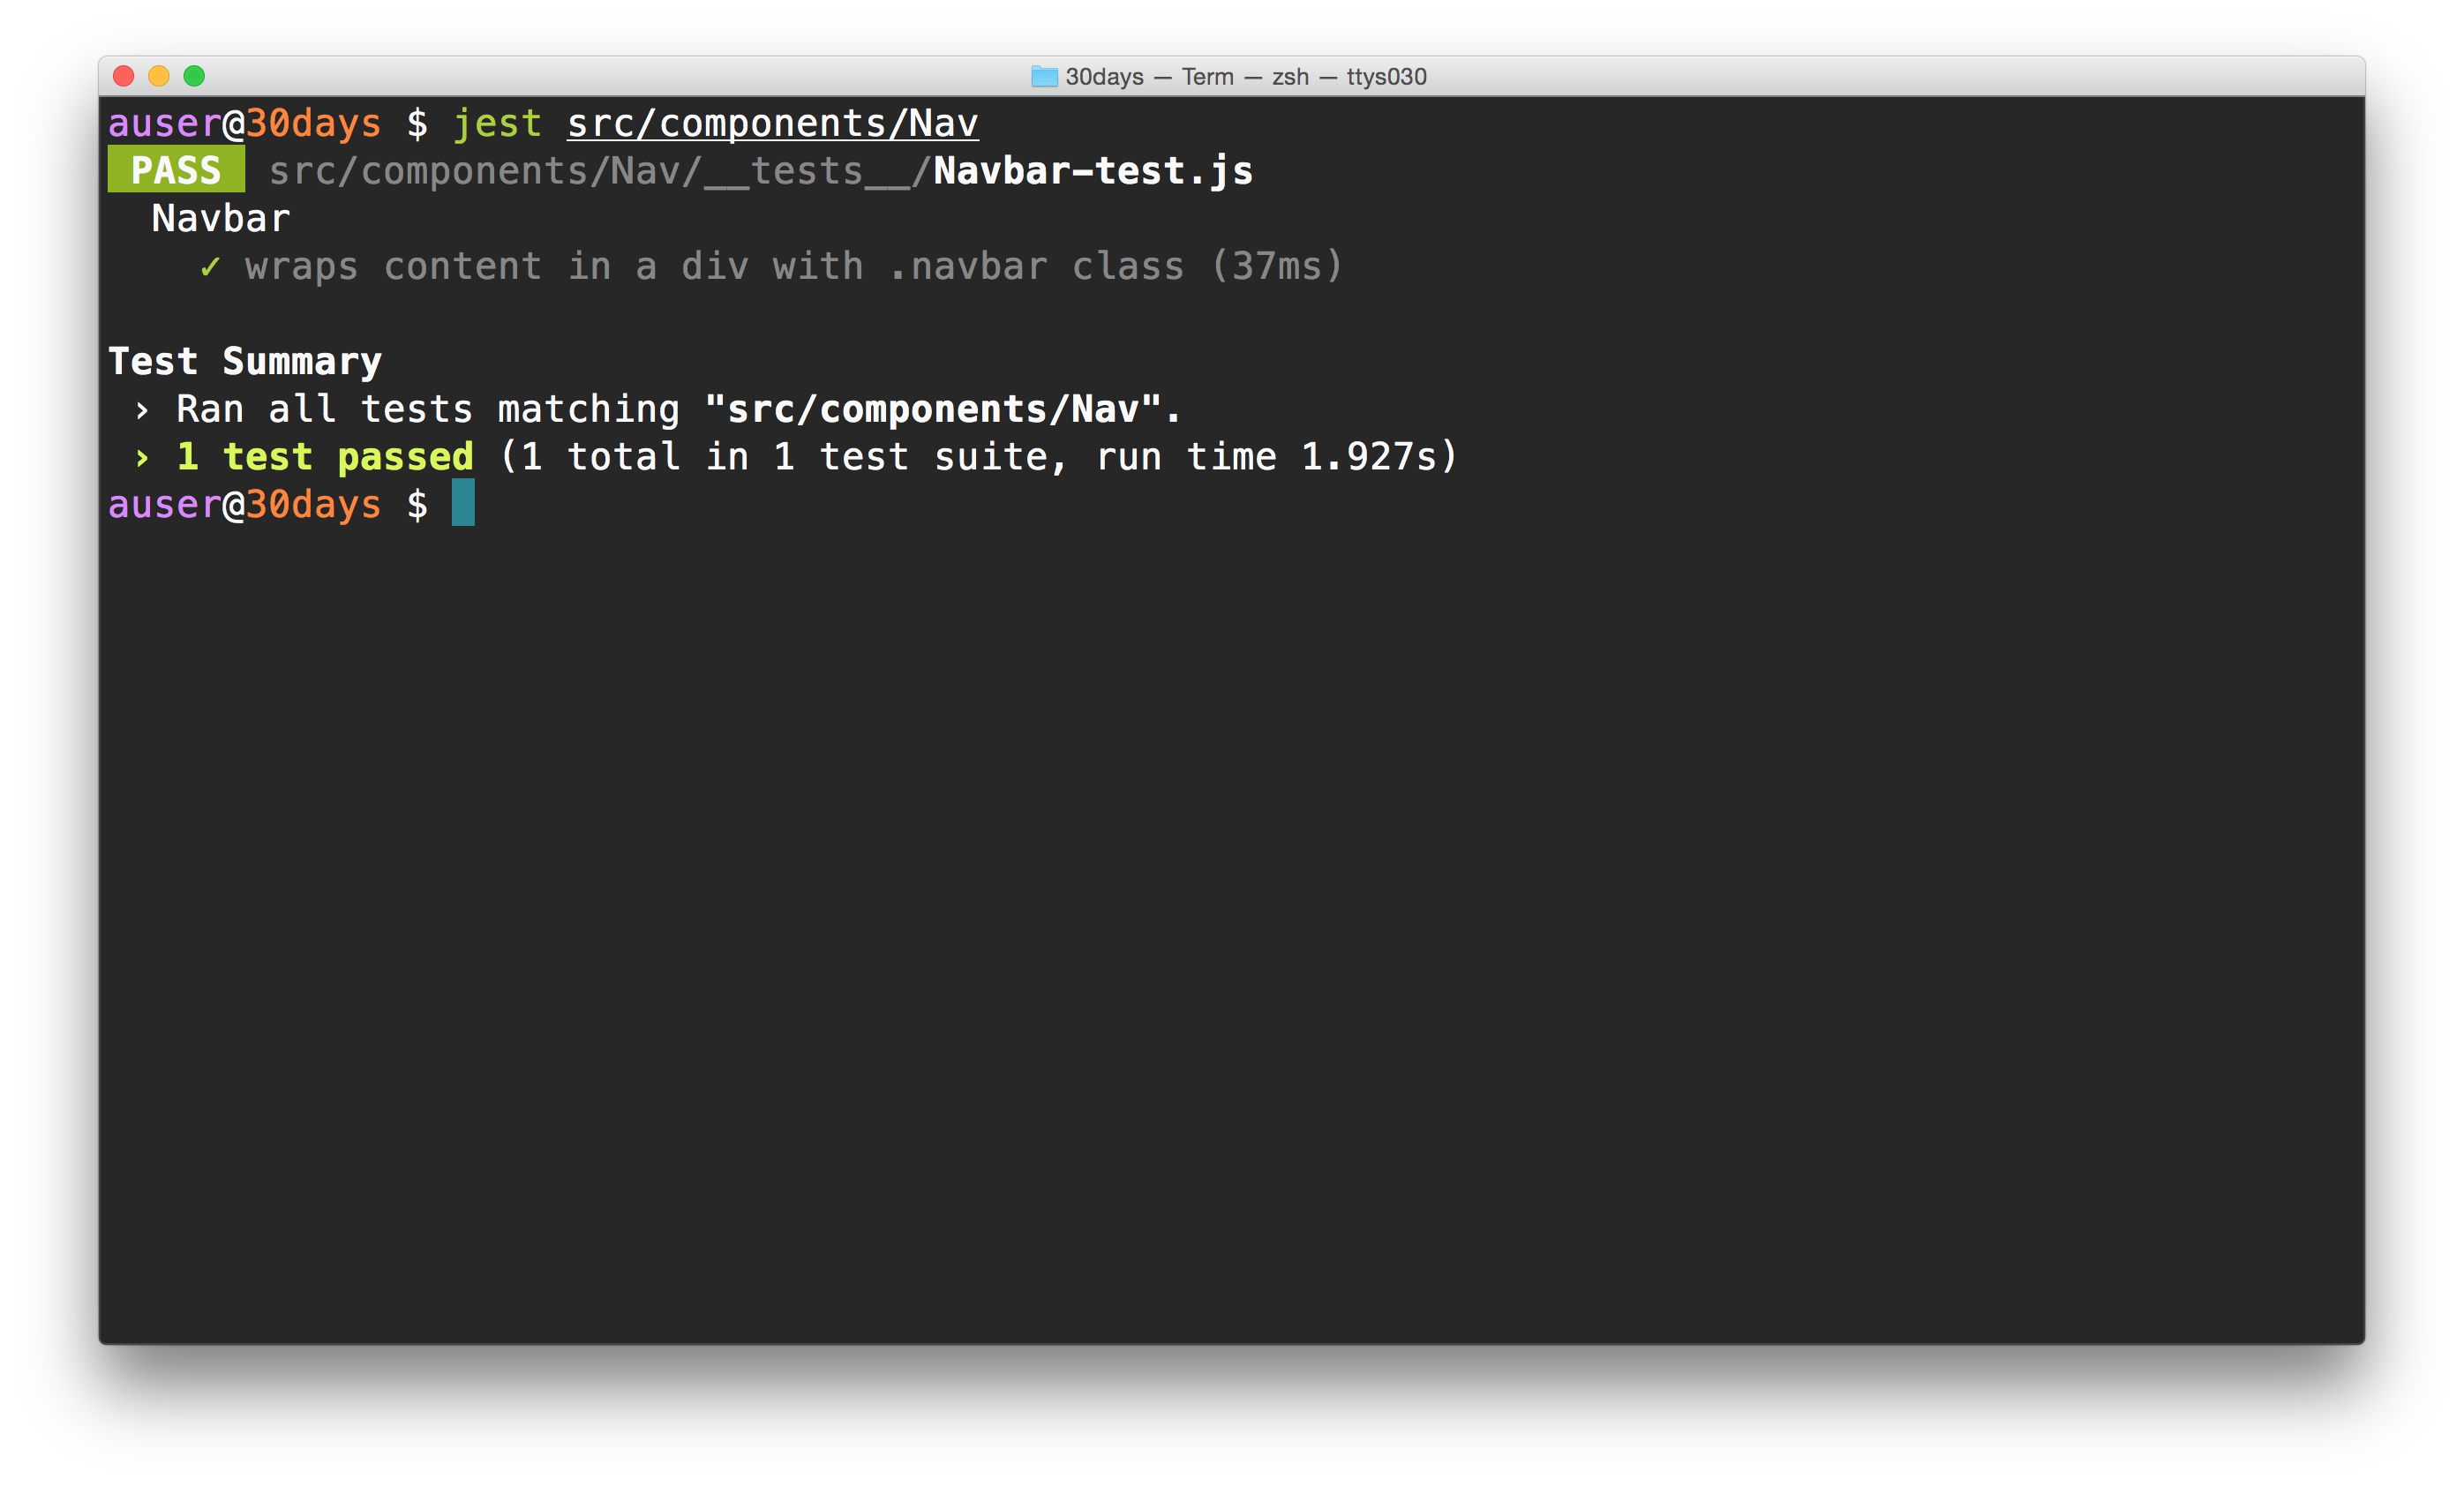 30days — Term — zsh — ttys030
auser@30days $ jest src/components/Nav
PASS src/components/Nav/__tests__/Navbar-test.js
Navbar
✓ wraps content in a div with .navbar class (37ms)
Test Summary
› Ran all tests matching "src/components/Nav".
› 1 test passed (1 total in 1 test suite, run time 1.927s)
auser@30days $